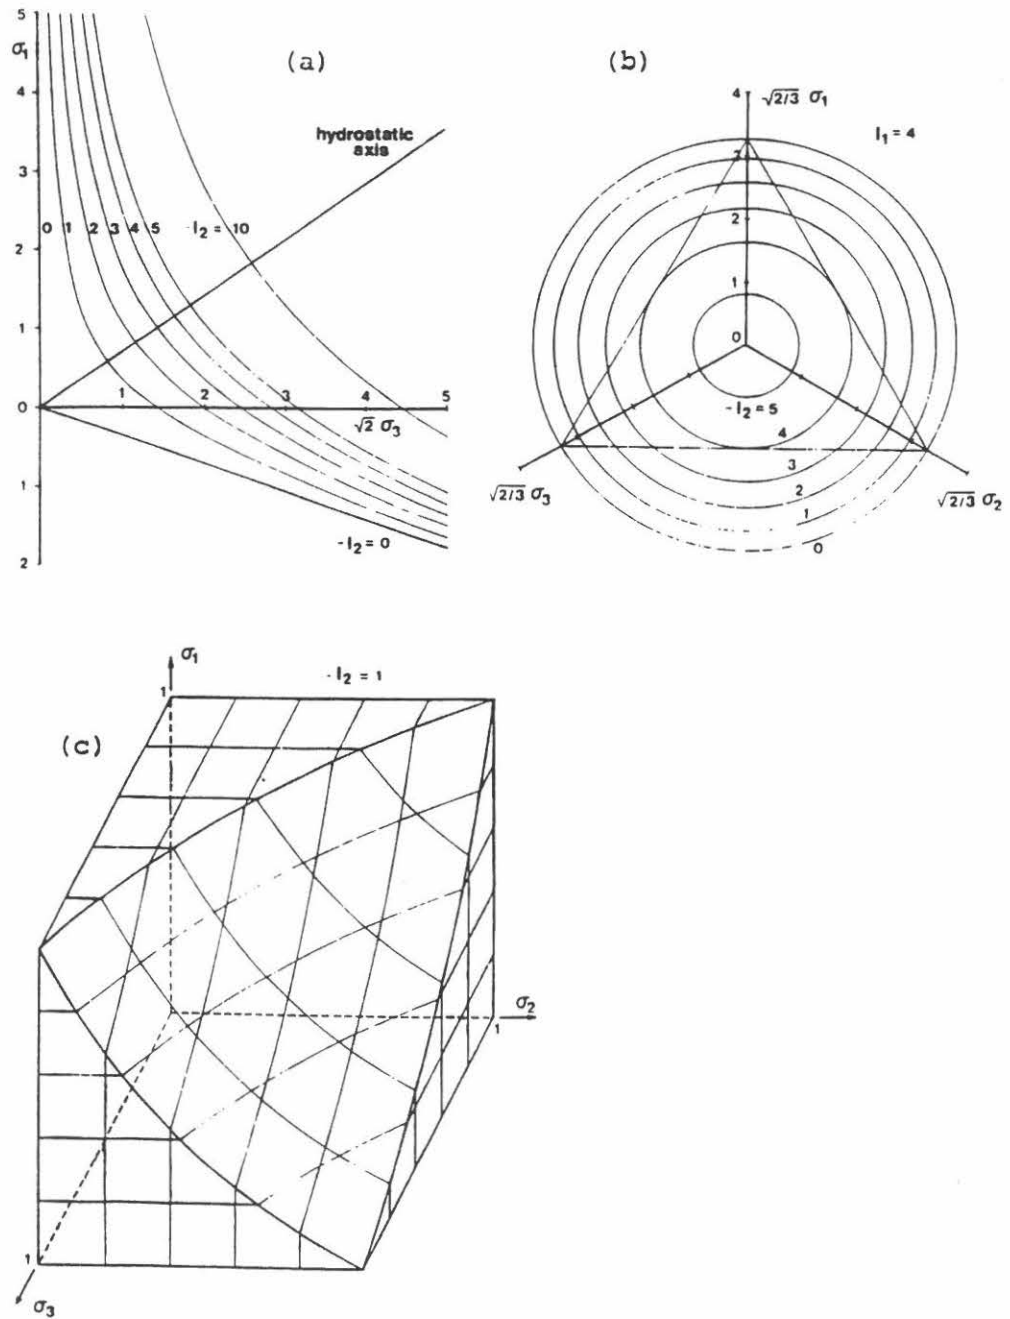 (a)
5
σ₁
4
3
2
1
0
1
2
hydrostatic
axis
0 1 2 3 4 5 -I₂ = 10
1 2 3 4 5
√2 σ₃
-I₂ = 0
(b)
4 √2/3 σ₁
I₁ = 4
3
2
1
0
-I₂ = 5
4
3
2
1
0
√2/3 σ₃
√2/3 σ₂
(c)
σ₁
1
-I₂ = 1
σ₂
1
1
σ₃